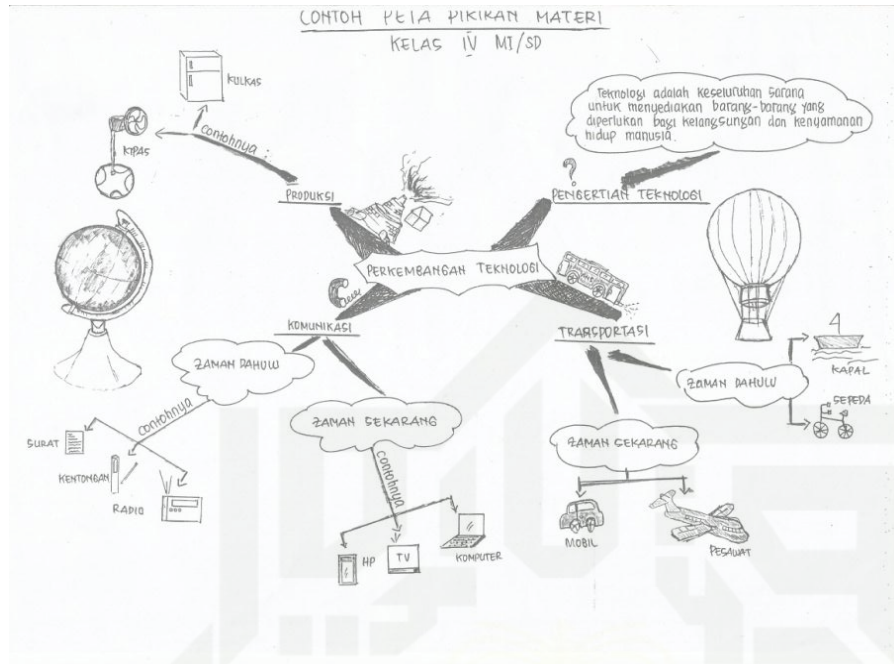 CONTOH PETA PIKIRAN MATERI
KELAS IV MI/SD
KULKAS
KIPAS
contohnya
PRODUKSI
Teknologi adalah keseluruhan sarana
untuk menyediakan barang-barang yang
diperlukan bagi kelangsungan dan kenyamanan
hidup manusia.
?
PENGERTIAN TEKNOLOGI
PERKEMBANGAN TEKNOLOGI
KOMUNIKASI
ZAMAN DAHULU
contohnya
SURAT
KENTONGAN
RADIO
ZAMAN SEKARANG
contohnya
HP
TV
KOMPUTER
TRANSPORTASI
ZAMAN DAHULU
KAPAL
SEPEDA
ZAMAN SEKARANG
MOBIL
PESAWAT